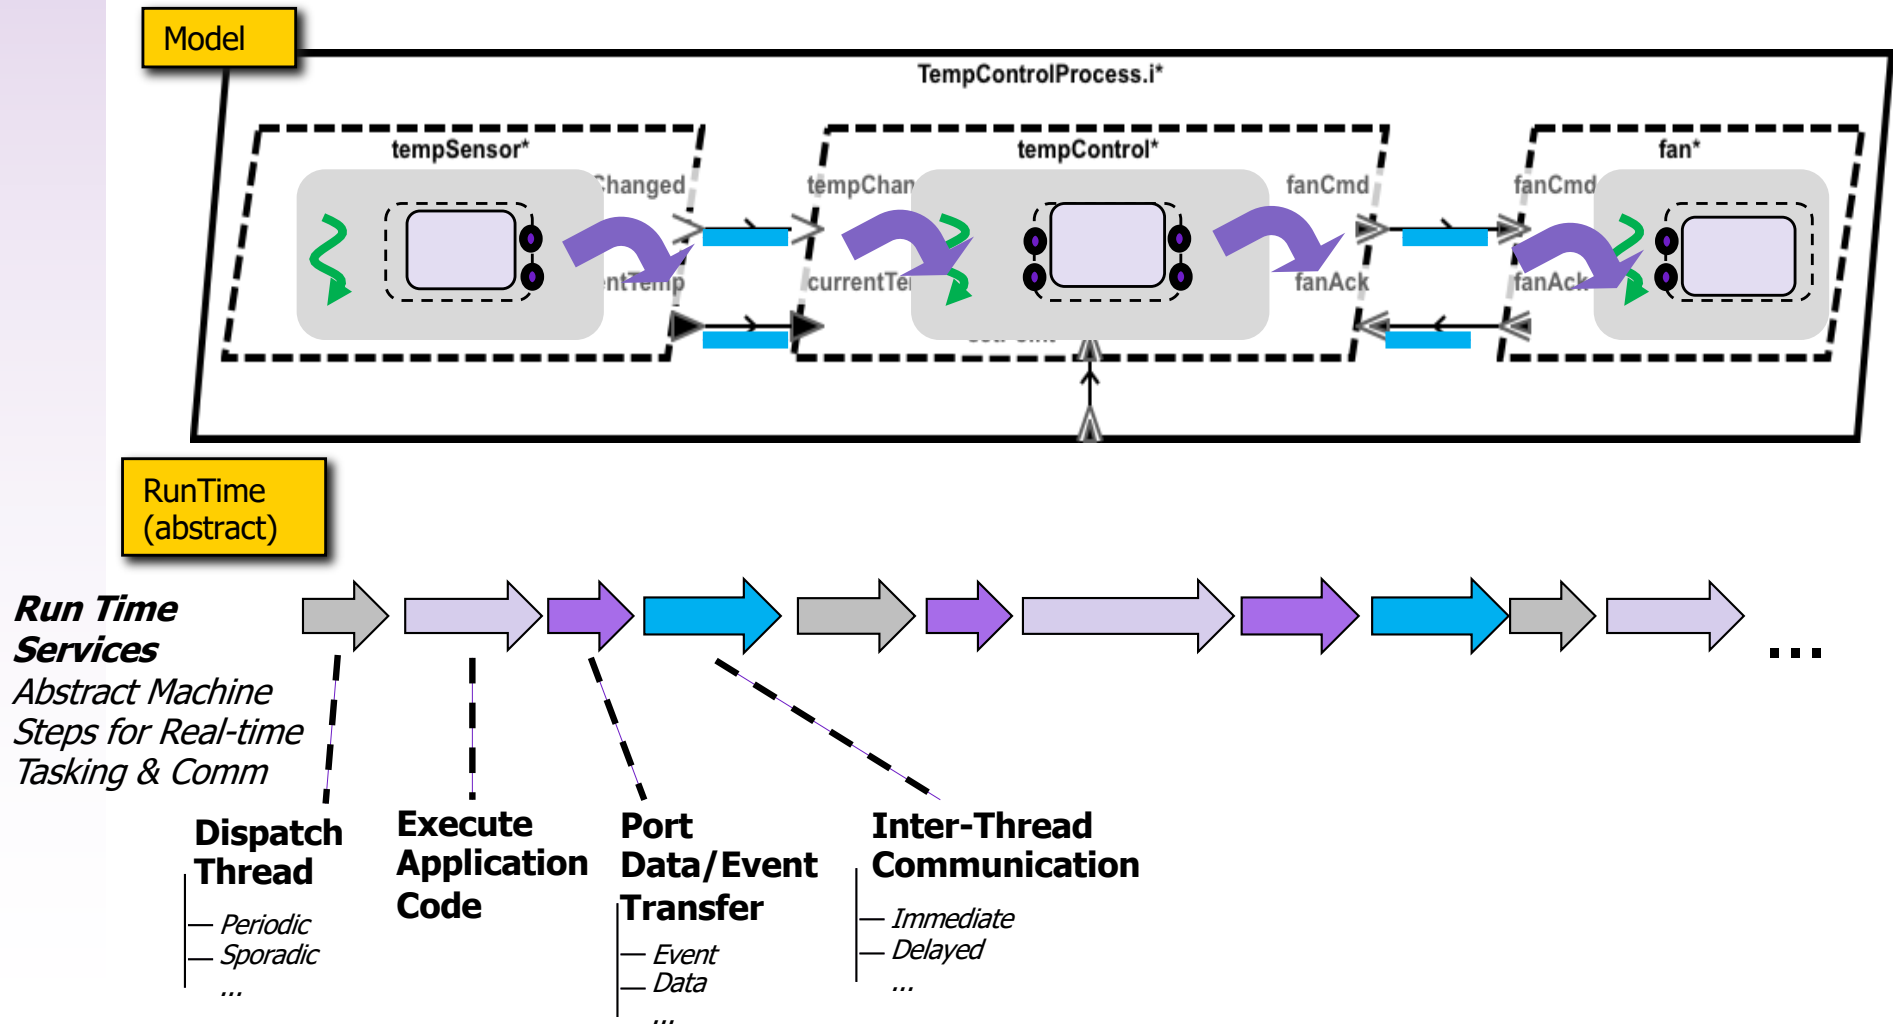 Model
TempControlProcess.i*
tempSensor*
tempControl*
fan*
Changed
tempChan
fanCmd
fanCmd
entTemp
currentTe
fanAck
fanAck
RunTime
(abstract)
Run Time
Services
Abstract Machine
Steps for Real-time
Tasking & Comm
...
Dispatch
Thread
Periodic
Sporadic
...
Execute
Application
Code
Port
Data/Event
Transfer
Event
Data
...
Inter-Thread
Communication
Immediate
Delayed
...